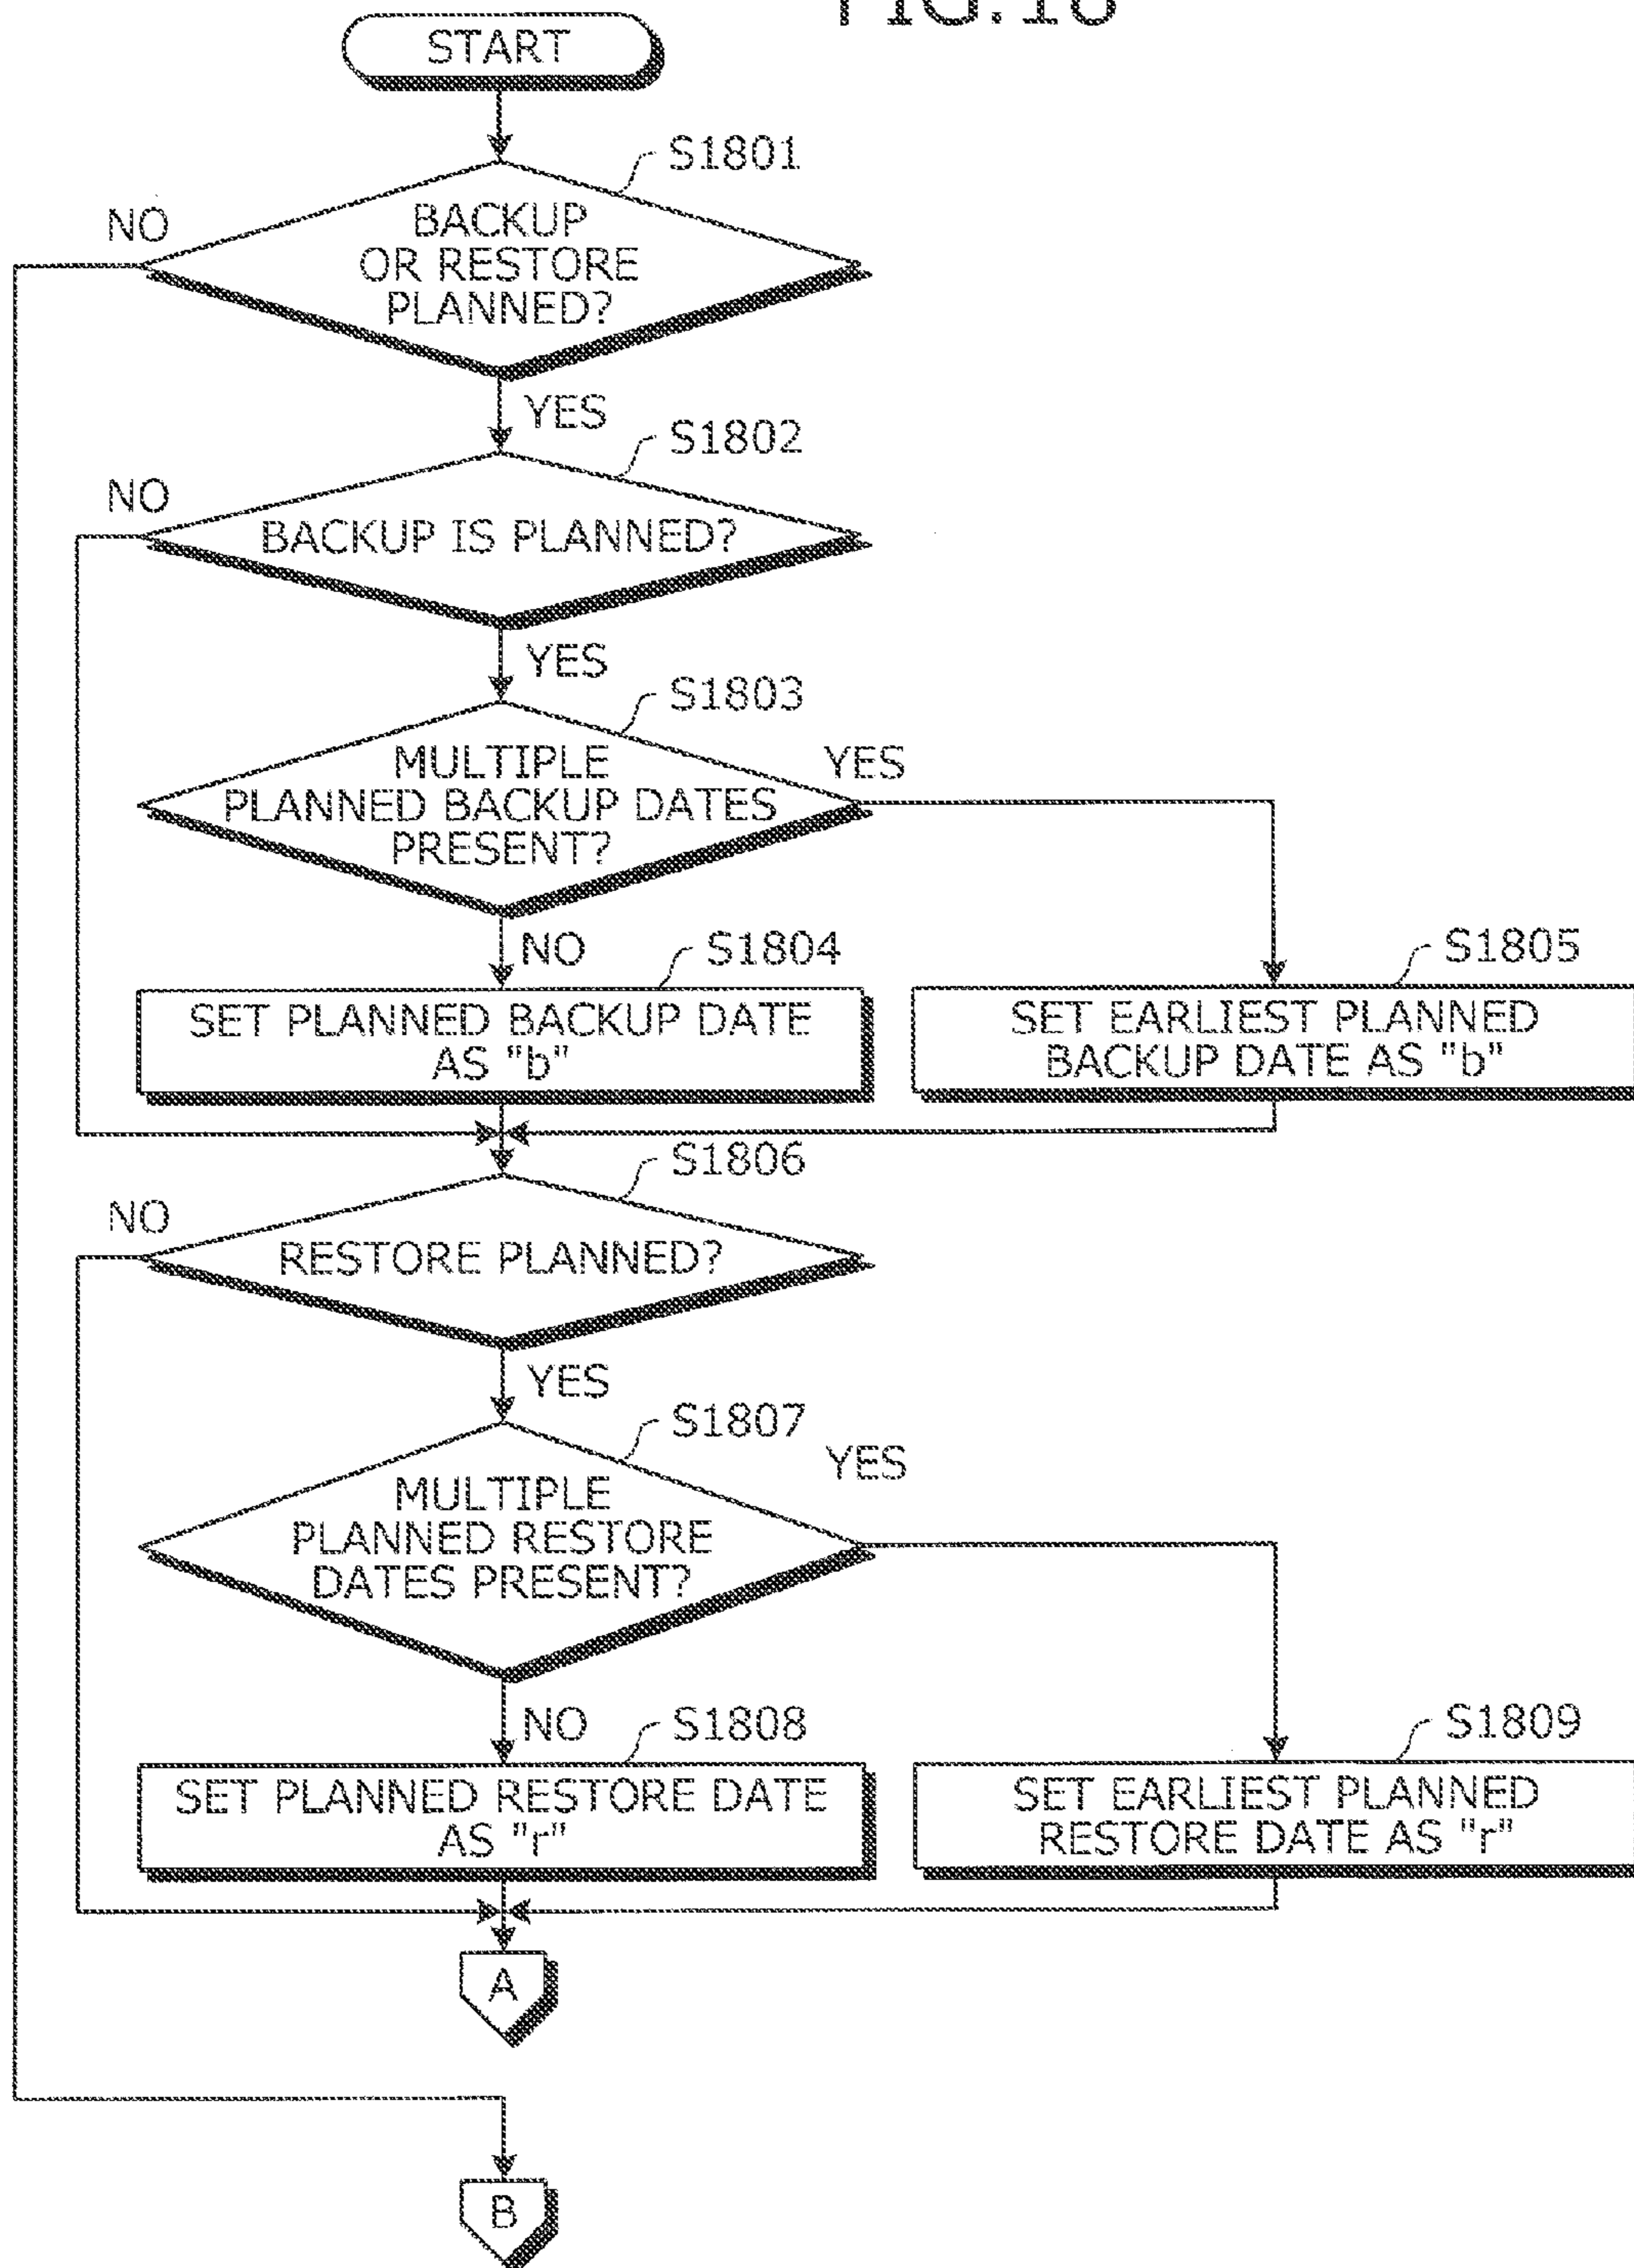 FIG.18
START
S1801
NO
BACKUP
OR RESTORE
PLANNED?
YES
S1802
NO
BACKUP IS PLANNED?
YES
S1803
MULTIPLE
PLANNED BACKUP DATES
PRESENT?
YES
NO
S1804
S1805
SET PLANNED BACKUP DATE
AS "b"
SET EARLIEST PLANNED
BACKUP DATE AS "b"
S1806
NO
RESTORE PLANNED?
YES
S1807
YES
MULTIPLE
PLANNED RESTORE
DATES PRESENT?
NO
S1808
S1809
SET PLANNED RESTORE DATE
AS "r"
SET EARLIEST PLANNED
RESTORE DATE AS "r"
A
B